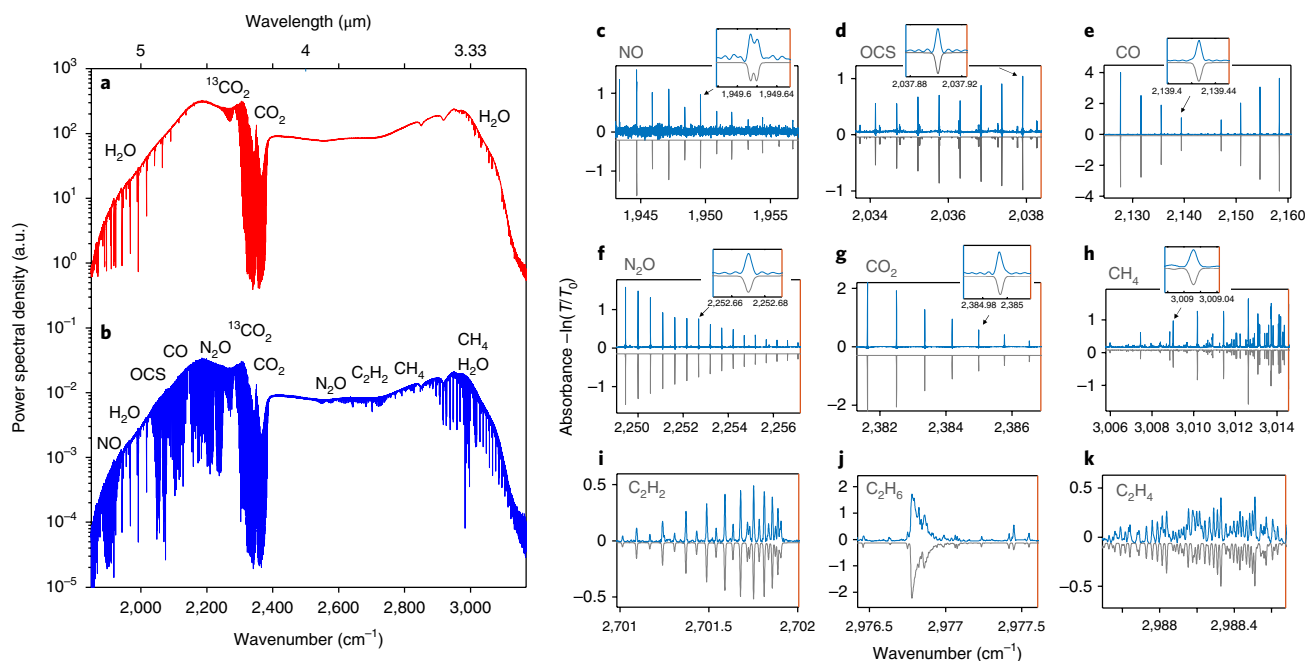 Wavelength (μm)
5 4 3.33
a
10³
10²
10¹
10⁰
10⁻¹
10⁻²
10⁻³
10⁻⁴
10⁻⁵
Power spectral density (a.u.)
¹³CO₂
CO₂
H₂O
H₂O
b
¹³CO₂
CO
N₂O
CO₂
OCS
H₂O
NO
N₂O
C₂H₂
CH₄
CH₄
H₂O
2,000 2,200 2,400 2,600 2,800 3,000
Wavenumber (cm⁻¹)
Absorbance –ln(T/T₀)
c
NO
1,949.6 1,949.64
1
0
–1
1,945 1,950 1,955
d
OCS
2,037.88 2,037.92
1
0
–1
2,034 2,036 2,038
e
CO
2,139.4 2,139.44
4
2
0
–2
–4
2,130 2,140 2,150 2,160
f
N₂O
2,252.66 2,252.68
1
0
–1
2,250 2,252 2,254 2,256
g
CO₂
2,384.98 2,385
2
0
–2
2,382 2,384 2,386
h
CH₄
3,009 3,009.04
1
0
–1
3,006 3,008 3,010 3,012 3,014
i
C₂H₂
0.5
0
–0.5
2,701 2,701.5 2,702
j
C₂H₆
2
1
0
–1
–2
2,976.5 2,977 2,977.5
k
C₂H₄
0.5
0
–0.5
2,988 2,988.4
Wavenumber (cm⁻¹)